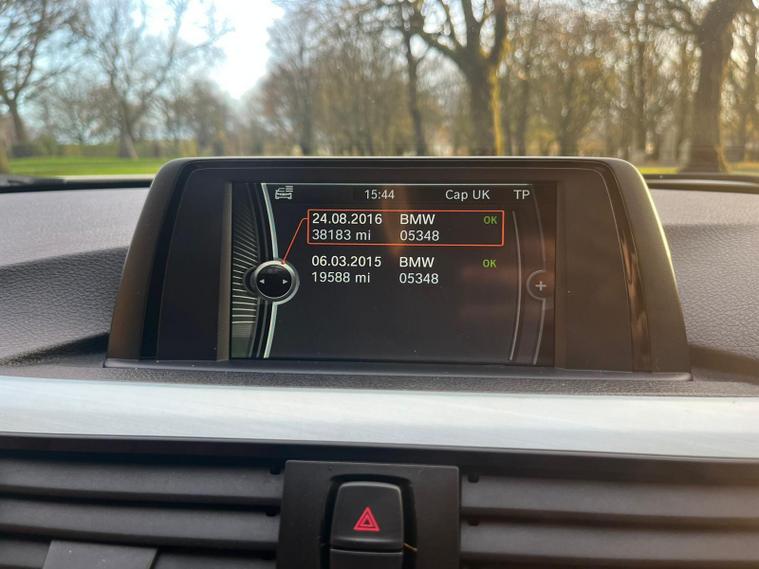 15:44 Cap UK TP
24.08.2016 BMW OK
38183 mi 05348
06.03.2015 BMW OK
19588 mi 05348
+